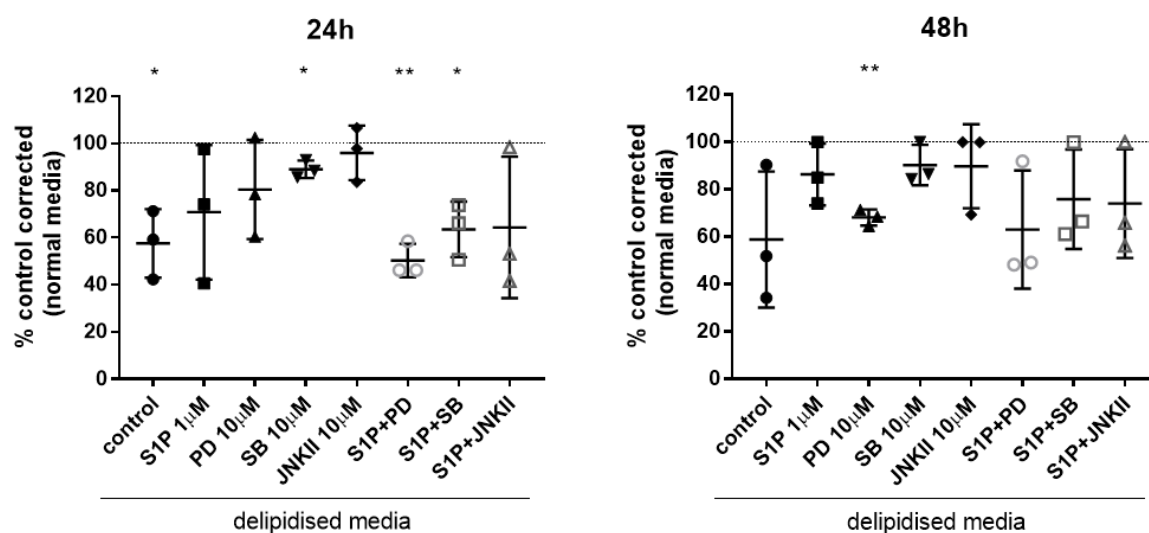 24h
* * ** *
% control corrected
(normal media)
120
100
80
60
40
20
0
control
S1P 1μM
PD 10μM
SB 10μM
JNKII 10μM
S1P+PD
S1P+SB
S1P+JNKII
delipidised media
48h
**
% control corrected
(normal media)
120
100
80
60
40
20
0
control
S1P 1μM
PD 10μM
SB 10μM
JNKII 10μM
S1P+PD
S1P+SB
S1P+JNKII
delipidised media